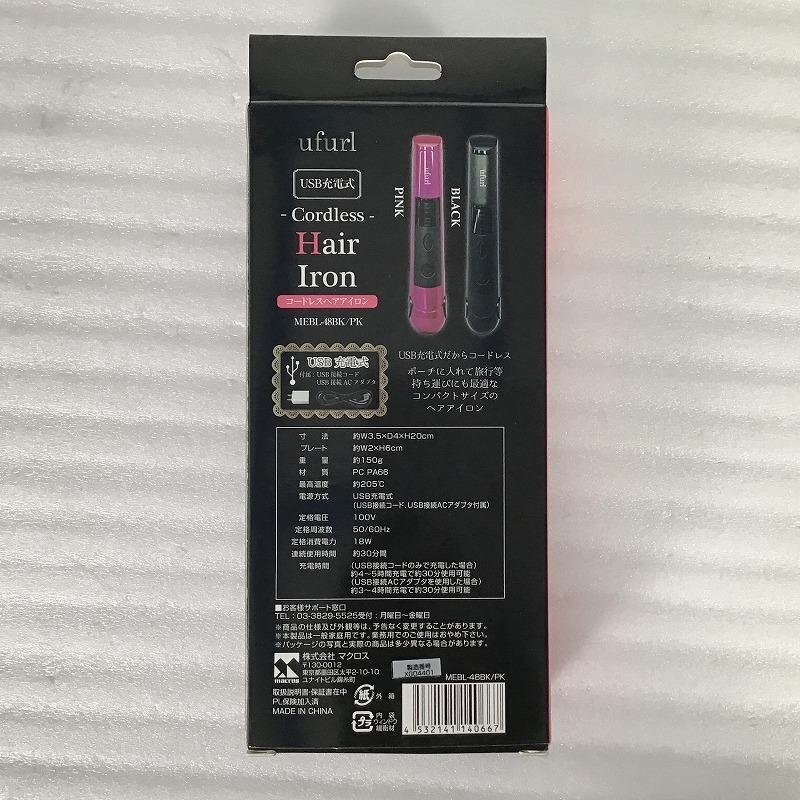 ufurl
USB充電式
- Cordless -
Hair
Iron
コードレスヘアアイロン
MEBL-48BK/PK
PINK
ufurl
BLACK
ufurl
USB 充電式
付属：USB 接続コード
USB 接続 AC アダプタ
USB充電式だからコードレス
ポーチに入れて旅行等
持ち運びにも最適な
コンパクトサイズの
ヘアアイロン
寸 法 約W3.5×D4×H20cm
プレート 約W2×H6cm
重 量 約150g
材 質 PC PA66
最高温度 約205℃
電源方式 USB充電式
(USB接続コード、USB接続ACアダプタ付属)
定格電圧 100V
定格周波数 50/60Hz
定格消費電力 18W
連続使用時間 約30分間
充電時間 (USB接続コードのみで充電した場合)
約4～5時間充電で約30分使用可能
(USB接続ACアダプタを使用した場合)
約3～4時間充電で約30分使用可能
■お客様サポート窓口
TEL：03-3829-5525受付：月曜日～金曜日
※商品の仕様及び外観等は、予告なく変更することがあります。
※本製品は一般家庭用です。業務用でのご使用はおやめ下さい。
※パッケージの写真と実際の商品は多少異なる場合があります。
macros
株式会社 マクロス
〒130-0012
東京都墨田区太平2-10-10
ユナイトビル錦糸町
取扱説明書・保証書在中
PL保険加入済
MADE IN CHINA
紙
外 箱
プラ
内 袋
ウィンドウ
緩衝材
製造番号
XG04401
MEBL-48BK/PK
4 532141 140667